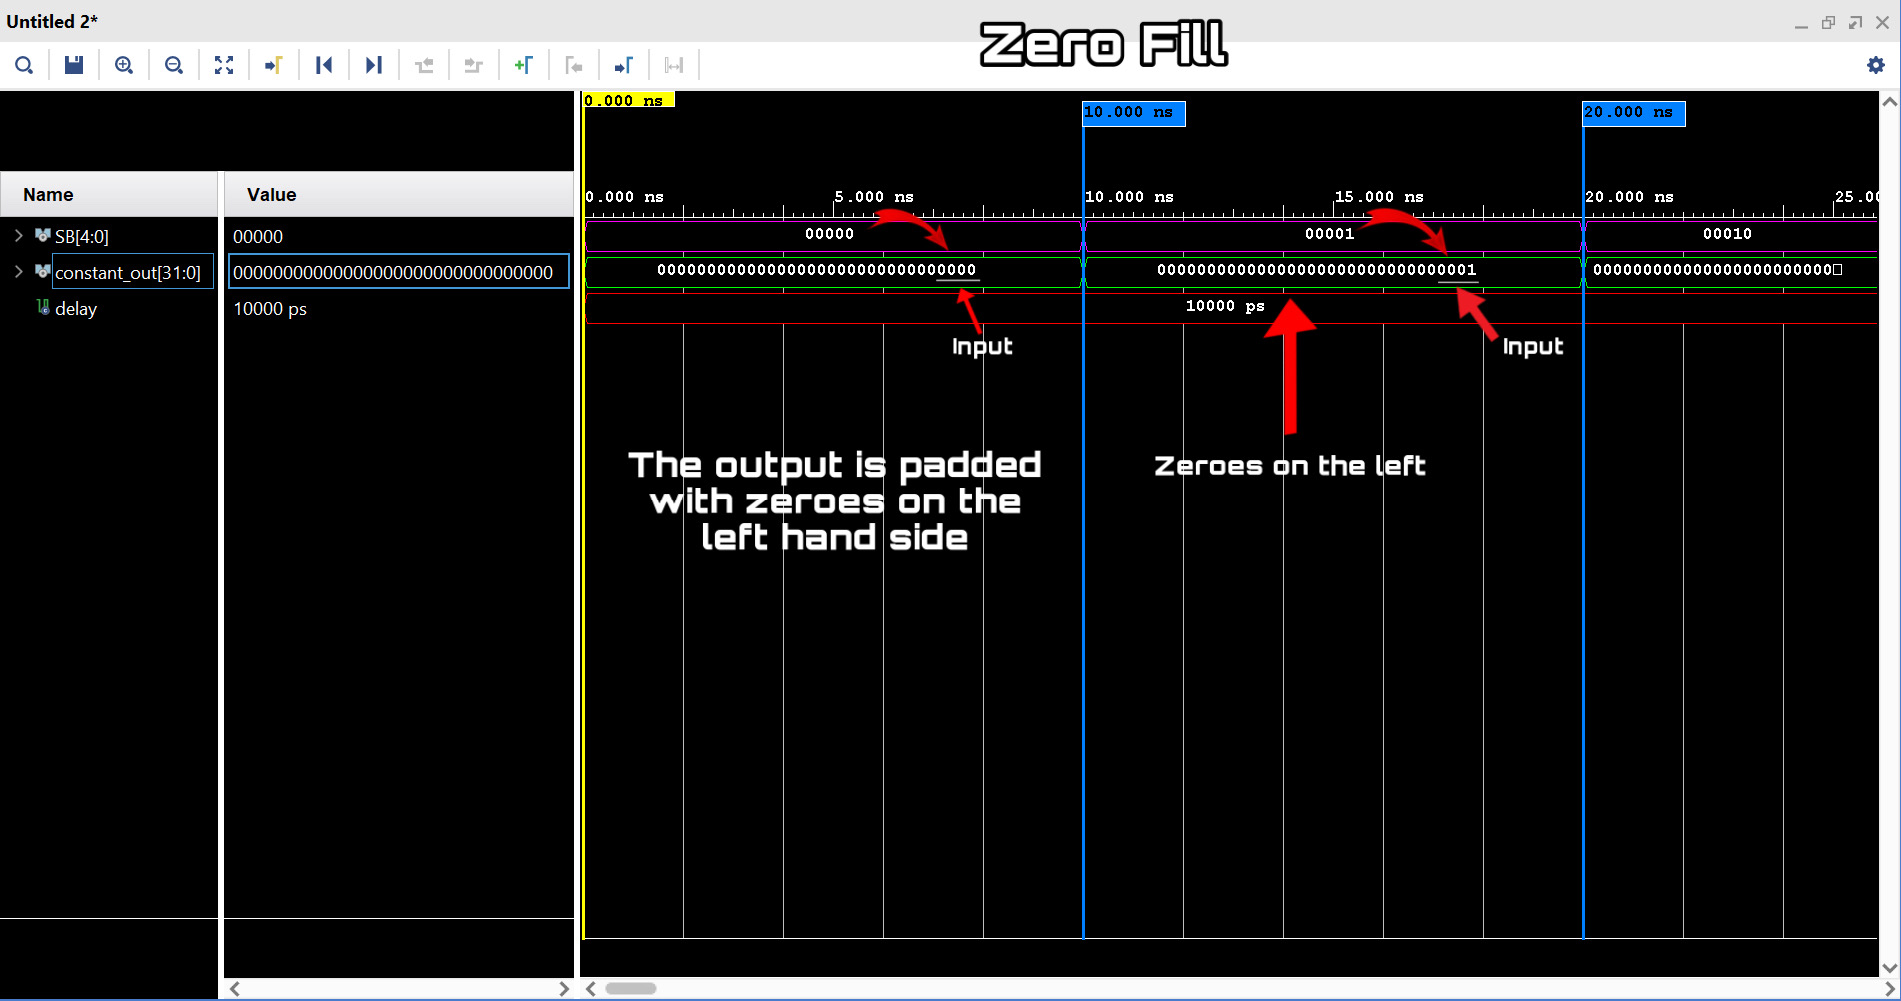 Untitled 2*
Zero Fill
0.000 ns
10.000 ns
20.000 ns
Name
Value
0.000 ns 5.000 ns 10.000 ns 15.000 ns 20.000 ns 25.00
SB[4:0] 00000 00000 00001 00010
constant_out[31:0] 00000000000000000000000000000000 00000000000000000000000000000000 00000000000000000000000000000001 000000000000000000000000
delay 10000 ps 10000 ps
Input
Input
The output is padded
with zeroes on the
left hand side
Zeroes on the left